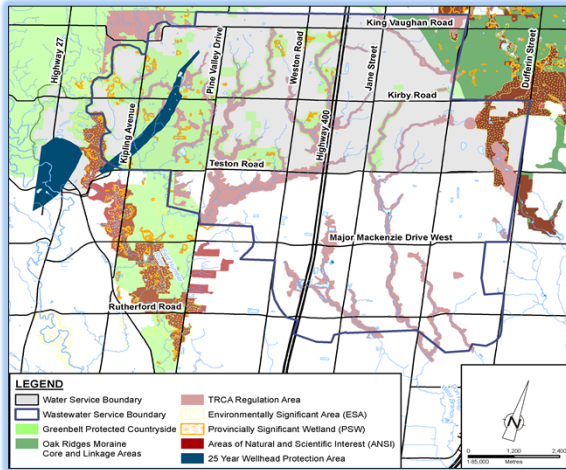 King Vaughan Road
Highway 27
Pine Valley Drive
Weston Road
Jane Street
Dufferin Street
Kipling Avenue
Kirby Road
Highway 400
Teston Road
Major Mackenzie Drive West
Rutherford Road
LEGEND
Water Service Boundary
Wastewater Service Boundary
Greenbelt Protected Countryside
Oak Ridges Moraine
Core and Linkage Areas
TRCA Regulation Area
Environmentally Significant Area (ESA)
Provincially Significant Wetland (PSW)
Areas of Natural and Scientific Interest (ANSI)
25 Year Wellhead Protection Area
N
0 1,200 2,400
1:65,000 Metres